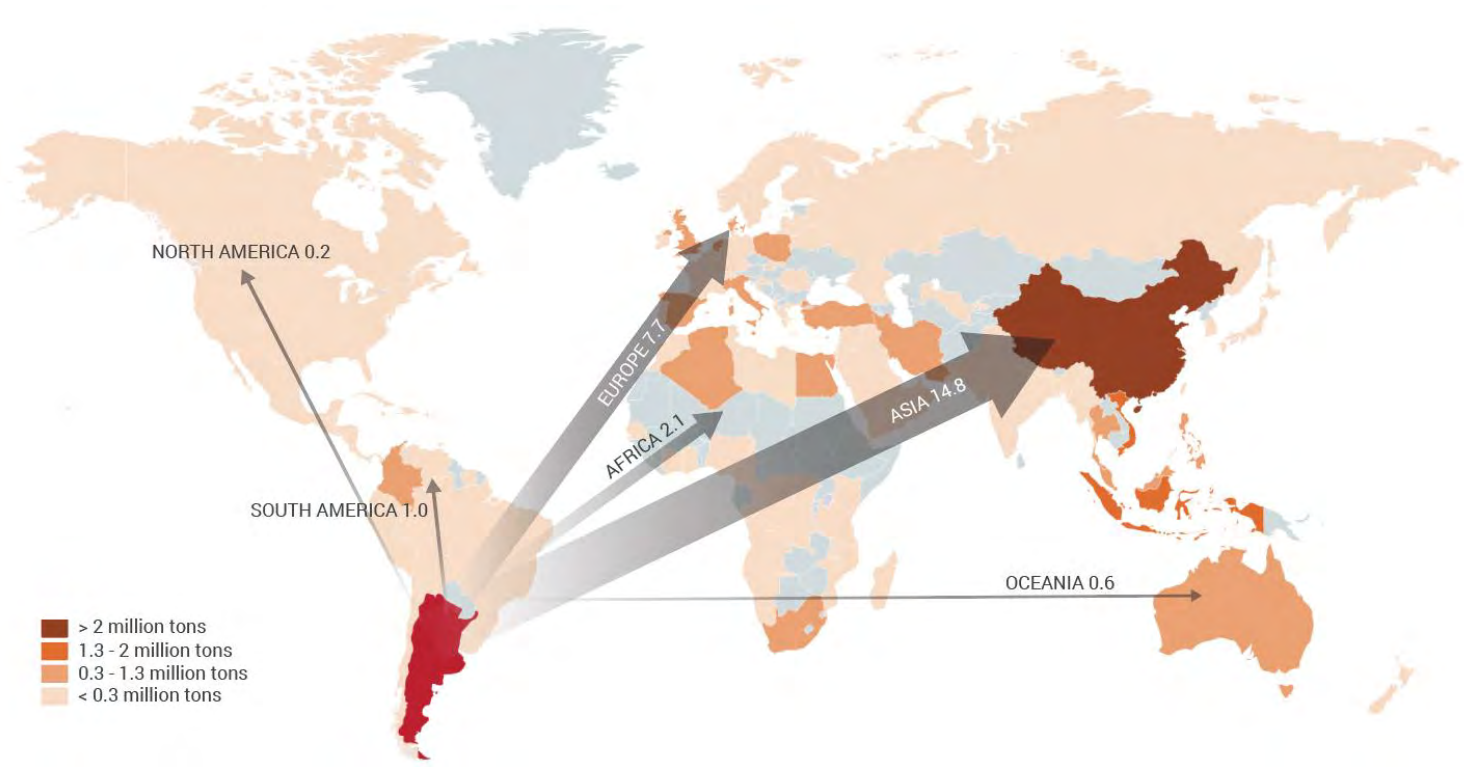 NORTH AMERICA 0.2
EUROPE 7.7
ASIA 14.8
AFRICA 2.1
SOUTH AMERICA 1.0
OCEANIA 0.6
> 2 million tons
1.3 - 2 million tons
0.3 - 1.3 million tons
< 0.3 million tons